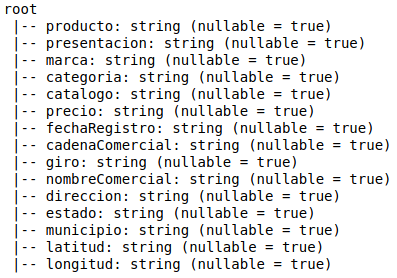 root
 |-- producto: string (nullable = true)
 |-- presentacion: string (nullable = true)
 |-- marca: string (nullable = true)
 |-- categoria: string (nullable = true)
 |-- catalogo: string (nullable = true)
 |-- precio: string (nullable = true)
 |-- fechaRegistro: string (nullable = true)
 |-- cadenaComercial: string (nullable = true)
 |-- giro: string (nullable = true)
 |-- nombreComercial: string (nullable = true)
 |-- direccion: string (nullable = true)
 |-- estado: string (nullable = true)
 |-- municipio: string (nullable = true)
 |-- latitud: string (nullable = true)
 |-- longitud: string (nullable = true)